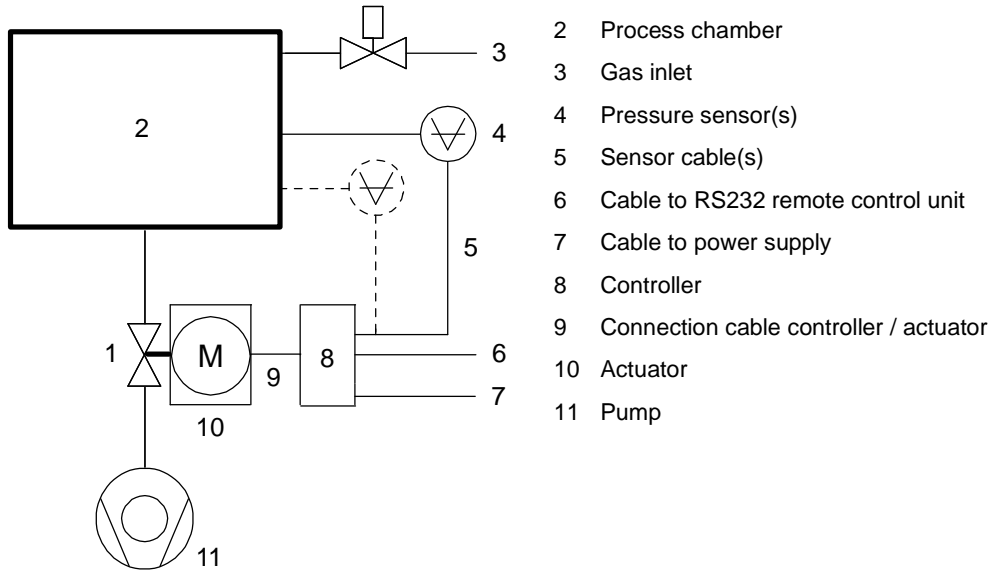 2 Process chamber
3 Gas inlet
4 Pressure sensor(s)
5 Sensor cable(s)
6 Cable to RS232 remote control unit
7 Cable to power supply
8 Controller
9 Connection cable controller / actuator
10 Actuator
11 Pump
3
2
4
5
1
M
8
6
9
7
10
11